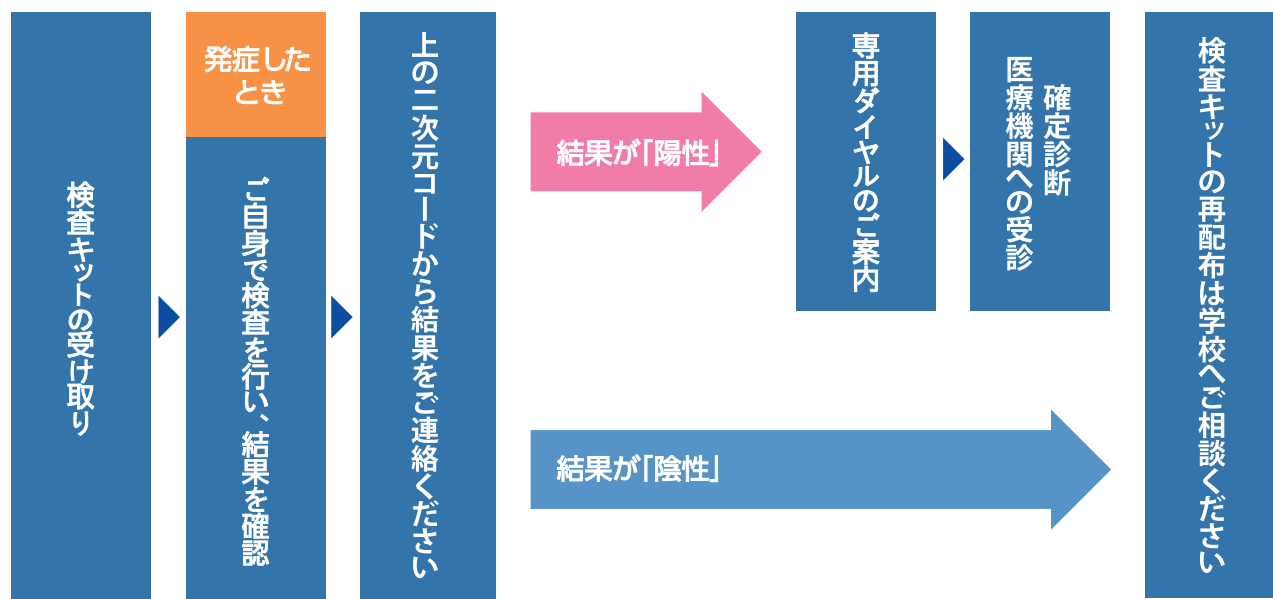 検査キットの受け取り
発症した
とき
ご自身で検査を行い、結果を確認
上の二次元コードから結果をご連絡ください
結果が「陽性」
専用ダイヤルのご案内
確定診断
医療機関への受診
結果が「陰性」
検査キットの再配布は学校へご相談ください